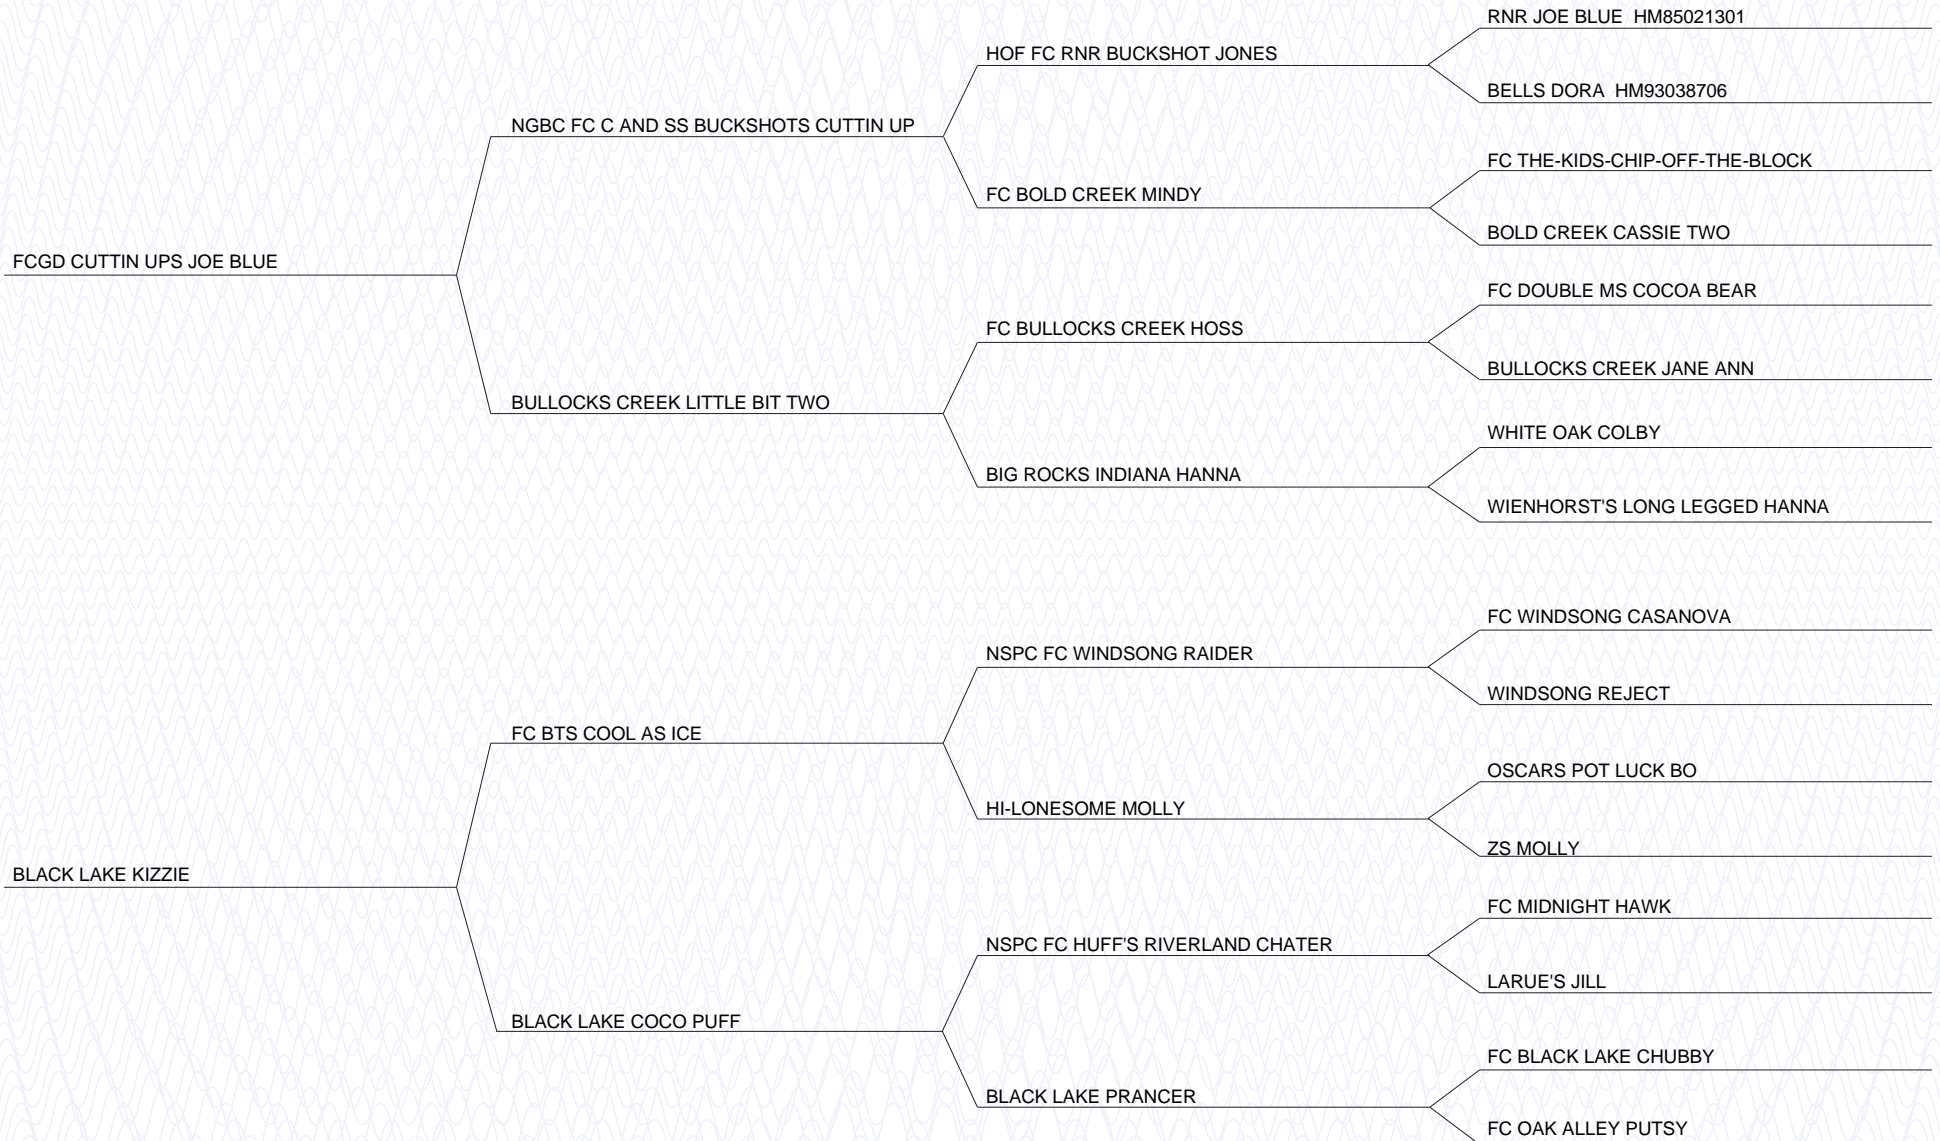 RNR JOE BLUE  HM85021301
HOF FC RNR BUCKSHOT JONES
BELLS DORA  HM93038706
NGBC FC C AND SS BUCKSHOTS CUTTIN UP
FC THE-KIDS-CHIP-OFF-THE-BLOCK
FC BOLD CREEK MINDY
BOLD CREEK CASSIE TWO
FCGD CUTTIN UPS JOE BLUE
FC DOUBLE MS COCOA BEAR
FC BULLOCKS CREEK HOSS
BULLOCKS CREEK JANE ANN
BULLOCKS CREEK LITTLE BIT TWO
WHITE OAK COLBY
BIG ROCKS INDIANA HANNA
WIENHORST'S LONG LEGGED HANNA
FC WINDSONG CASANOVA
NSPC FC WINDSONG RAIDER
WINDSONG REJECT
FC BTS COOL AS ICE
OSCARS POT LUCK BO
HI-LONESOME MOLLY
ZS MOLLY
BLACK LAKE KIZZIE
FC MIDNIGHT HAWK
NSPC FC HUFF'S RIVERLAND CHATER
LARUE'S JILL
BLACK LAKE COCO PUFF
FC BLACK LAKE CHUBBY
BLACK LAKE PRANCER
FC OAK ALLEY PUTSY